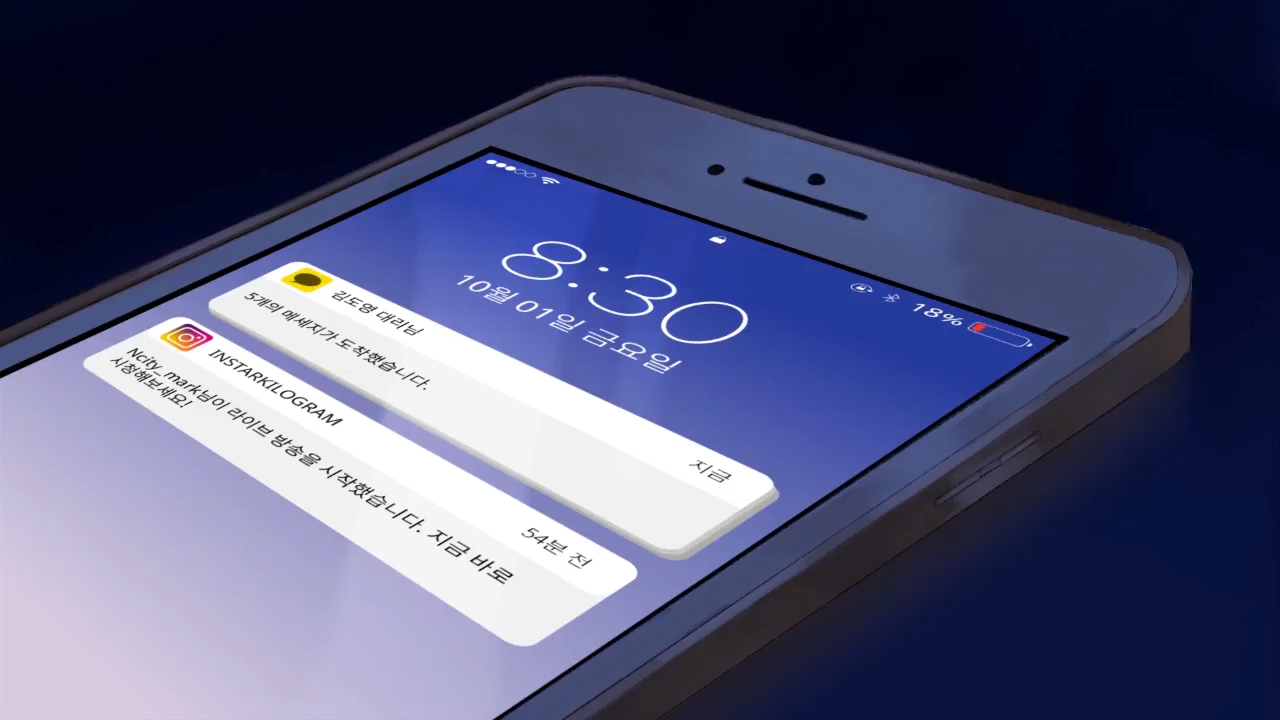 18%
8:30
10월 01일 금요일
김도영 대리님
지금
5개의 메세지가 도착했습니다.
INSTARKILOGRAM
54분 전
Ncity_mark님이 라이브 방송을 시작했습니다. 지금 바로
시청해보세요!